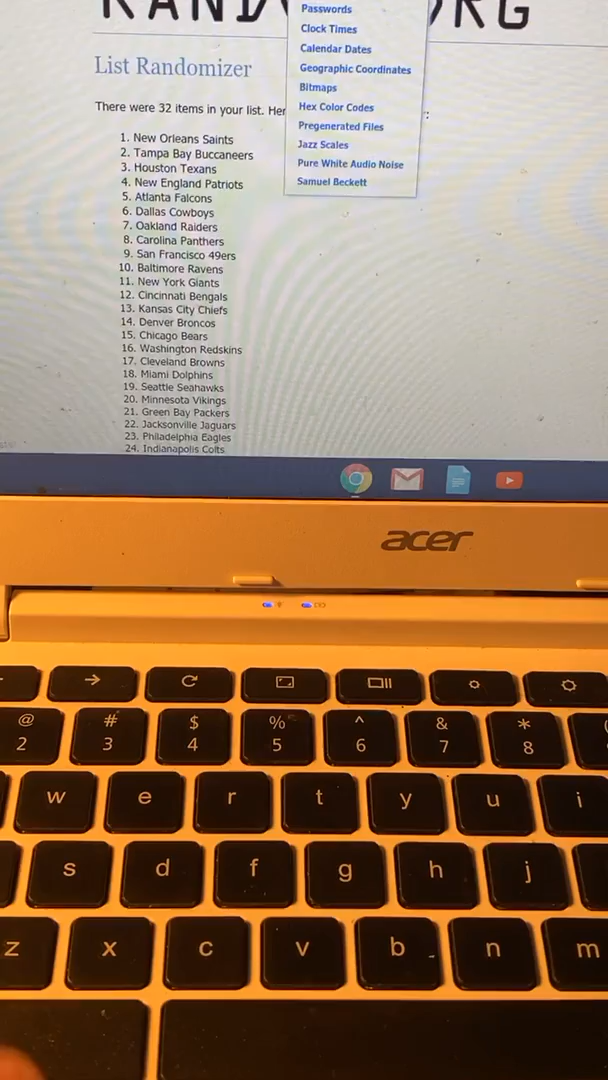 Passwords
Clock Times
Calendar Dates
Geographic Coordinates
Bitmaps
Hex Color Codes
Pregenerated Files
Jazz Scales
Pure White Audio Noise
Samuel Beckett
List Randomizer
There were 32 items in your list. Her
1. New Orleans Saints
2. Tampa Bay Buccaneers
3. Houston Texans
4. New England Patriots
5. Atlanta Falcons
6. Dallas Cowboys
7. Oakland Raiders
8. Carolina Panthers
9. San Francisco 49ers
10. Baltimore Ravens
11. New York Giants
12. Cincinnati Bengals
13. Kansas City Chiefs
14. Denver Broncos
15. Chicago Bears
16. Washington Redskins
17. Cleveland Browns
18. Miami Dolphins
19. Seattle Seahawks
20. Minnesota Vikings
21. Green Bay Packers
22. Jacksonville Jaguars
23. Philadelphia Eagles
24. Indianapolis Colts
acer
@ # $ % ^ & *
2 3 4 5 6 7 8
w e r t y u i
s d f g h j
z x c v b n m